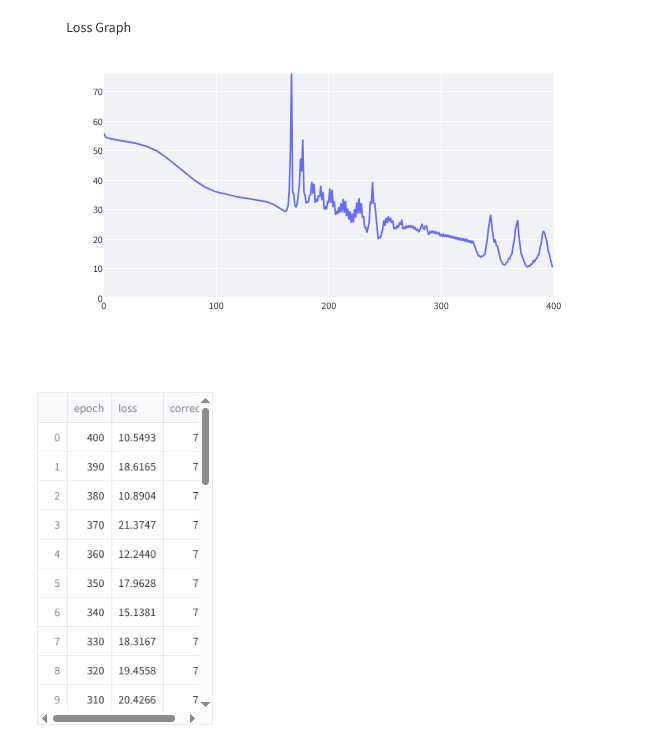 Loss Graph
70
60
50
40
30
20
10
0
0 100 200 300 400
epoch loss correc
0 400 10.5493 7
1 390 18.6165 7
2 380 10.8904 7
3 370 21.3747 7
4 360 12.2440 7
5 350 17.9628 7
6 340 15.1381 7
7 330 18.3167 7
8 320 19.4558 7
9 310 20.4266 7